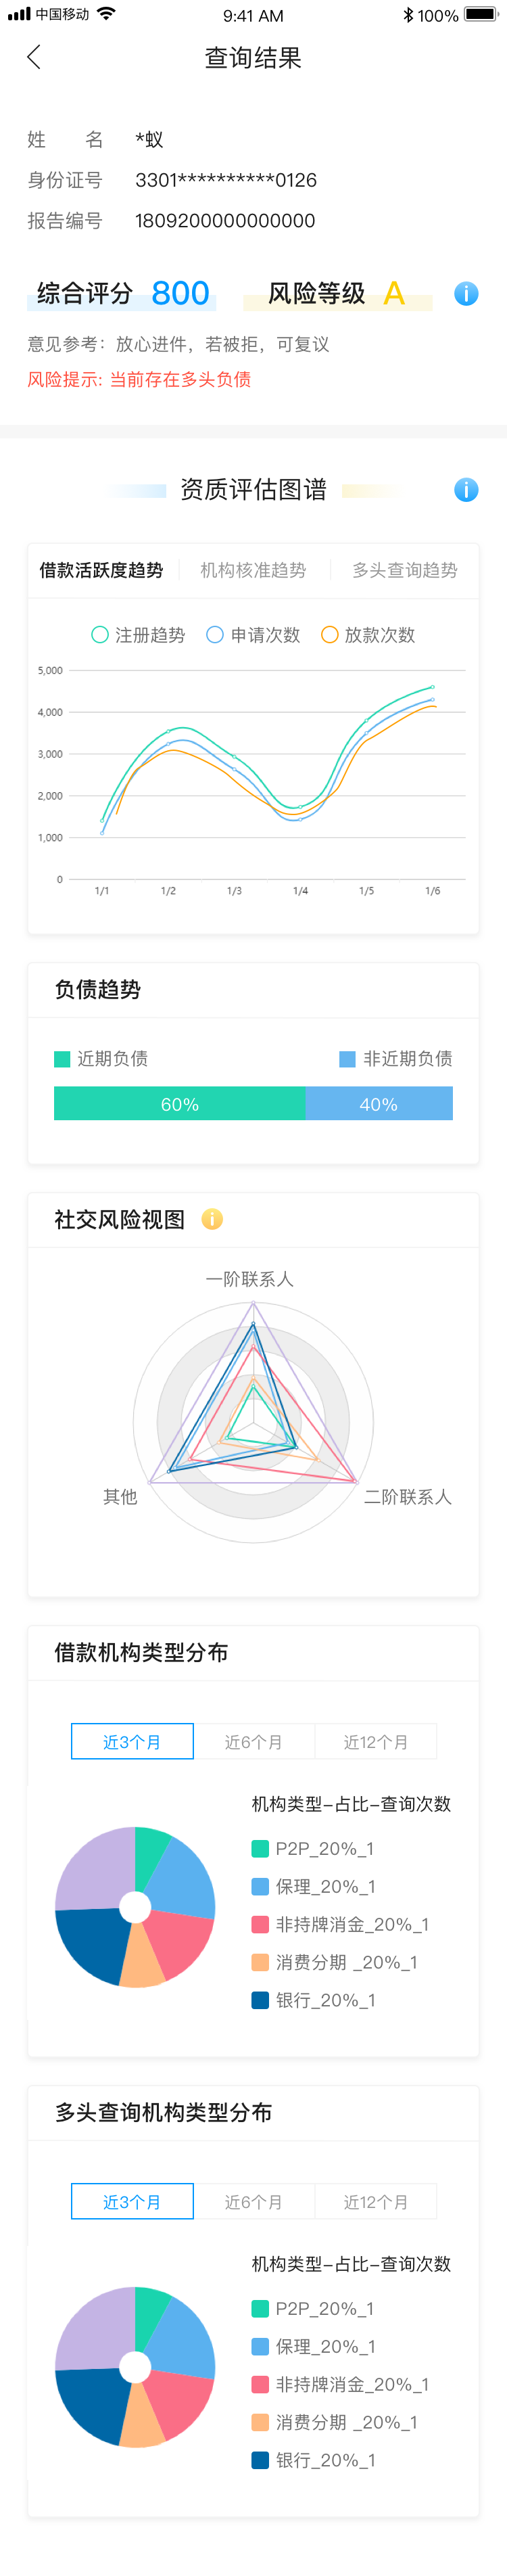 中国移动 9:41 AM 100%
查询结果
姓 名 *蚁
身份证号 3301**********0126
报告编号 1809200000000000
综合评分 800 风险等级 A
意见参考：放心进件，若被拒，可复议
风险提示: 当前存在多头负债
资质评估图谱
借款活跃度趋势 机构核准趋势 多头查询趋势
注册趋势 申请次数 放款次数
5,000
4,000
3,000
2,000
1,000
0
1/1 1/2 1/3 1/4 1/5 1/6
负债趋势
近期负债 非近期负债
60% 40%
社交风险视图
一阶联系人
其他 二阶联系人
借款机构类型分布
近3个月 近6个月 近12个月
机构类型-占比-查询次数
P2P_20%_1
保理_20%_1
非持牌消金_20%_1
消费分期 _20%_1
银行_20%_1
多头查询机构类型分布
近3个月 近6个月 近12个月
机构类型-占比-查询次数
P2P_20%_1
保理_20%_1
非持牌消金_20%_1
消费分期 _20%_1
银行_20%_1